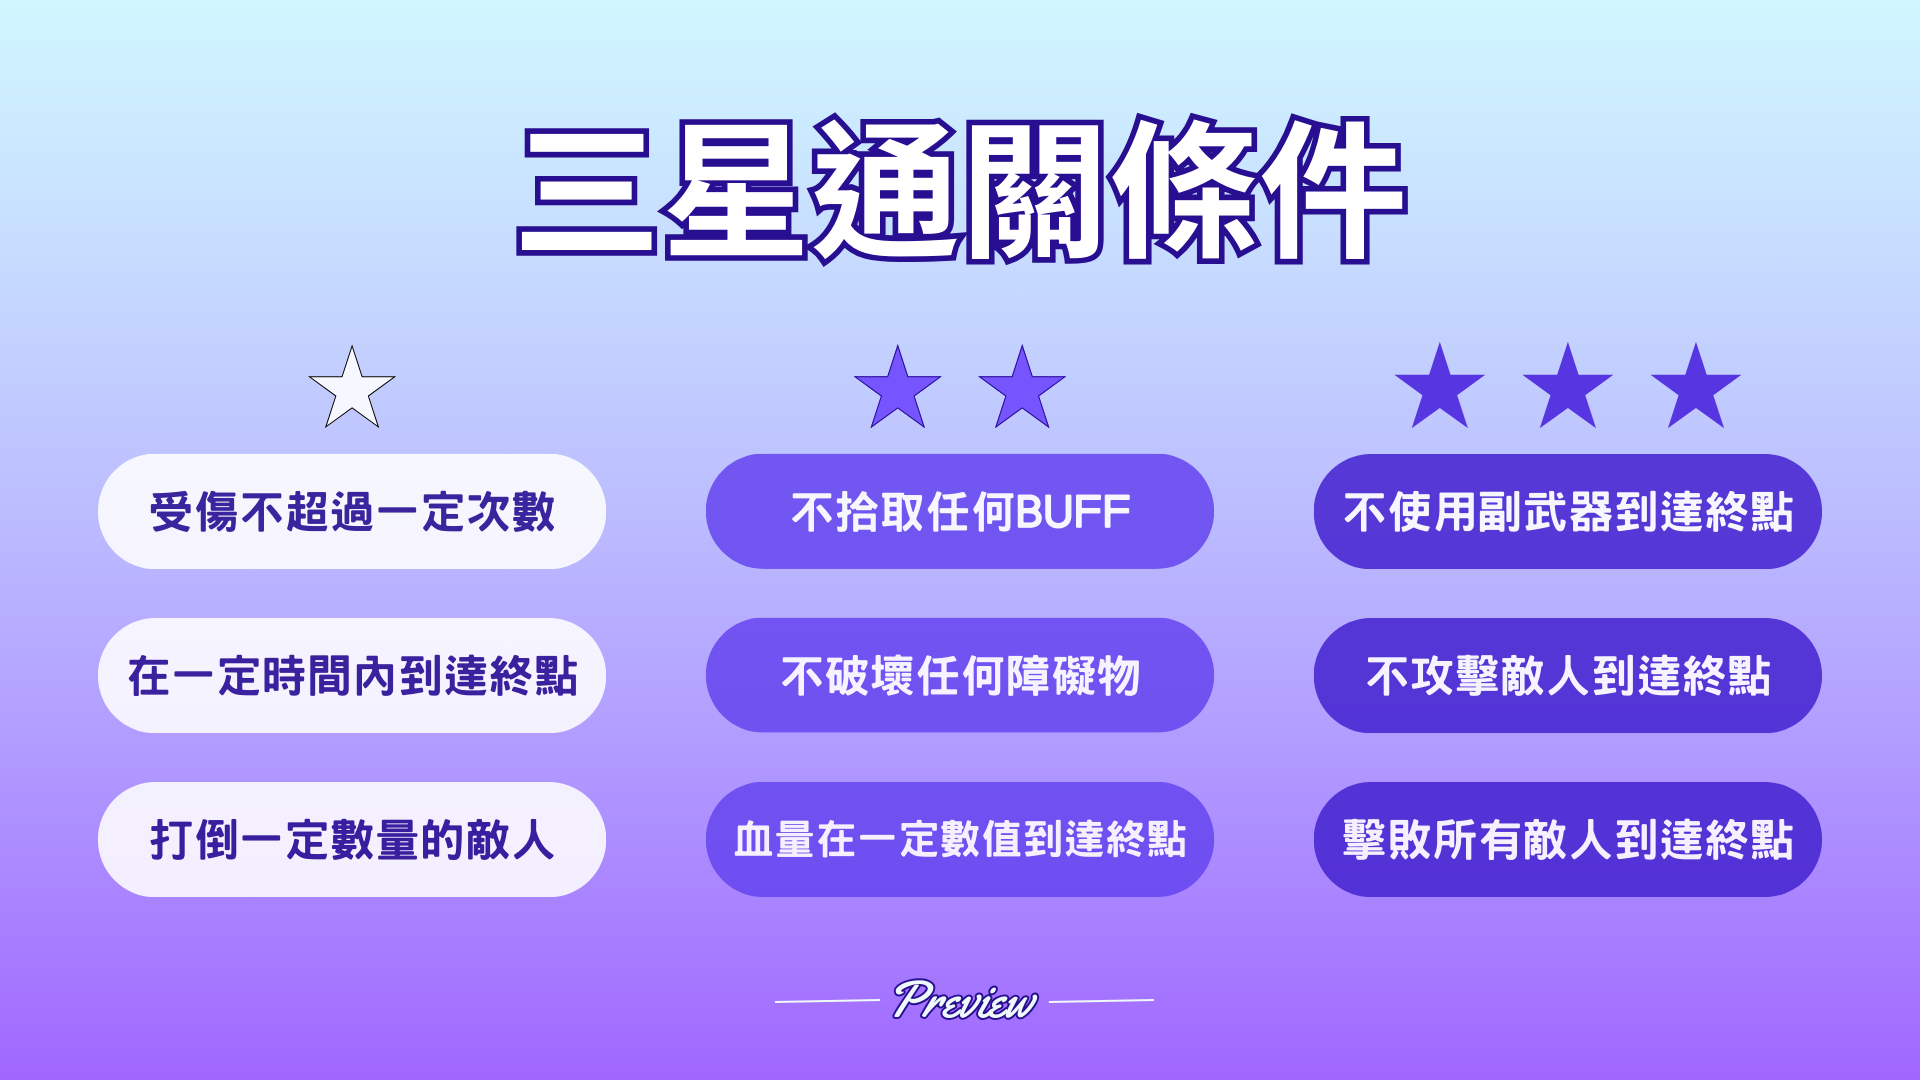 三星通關條件
受傷不超過一定次數
在一定時間內到達終點
打倒一定數量的敵人
不拾取任何BUFF
不破壞任何障礙物
血量在一定數值到達終點
不使用副武器到達終點
不攻擊敵人到達終點
擊敗所有敵人到達終點
Preview